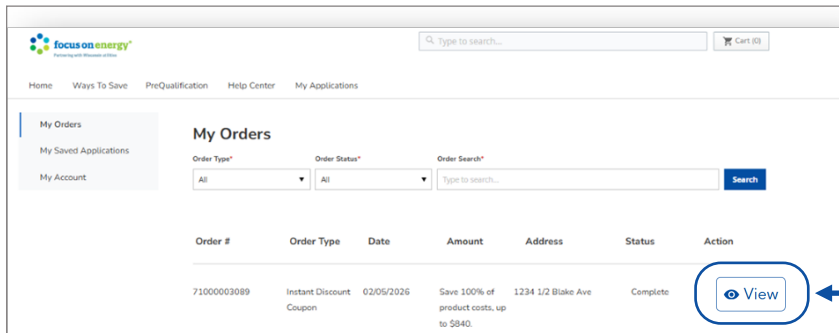 focus on energy®
Partnering with Wisconsin utilities
Type to search...
Cart (0)
Home Ways To Save PreQualification Help Center My Applications
My Orders
My Saved Applications
My Account
My Orders
Order Type* Order Status* Order Search*
All All Type to search... Search
Order # Order Type Date Amount Address Status Action
71000003089 Instant Discount Coupon 02/05/2026 Save 100% of product costs, up to $840. 1234 1/2 Blake Ave Complete View